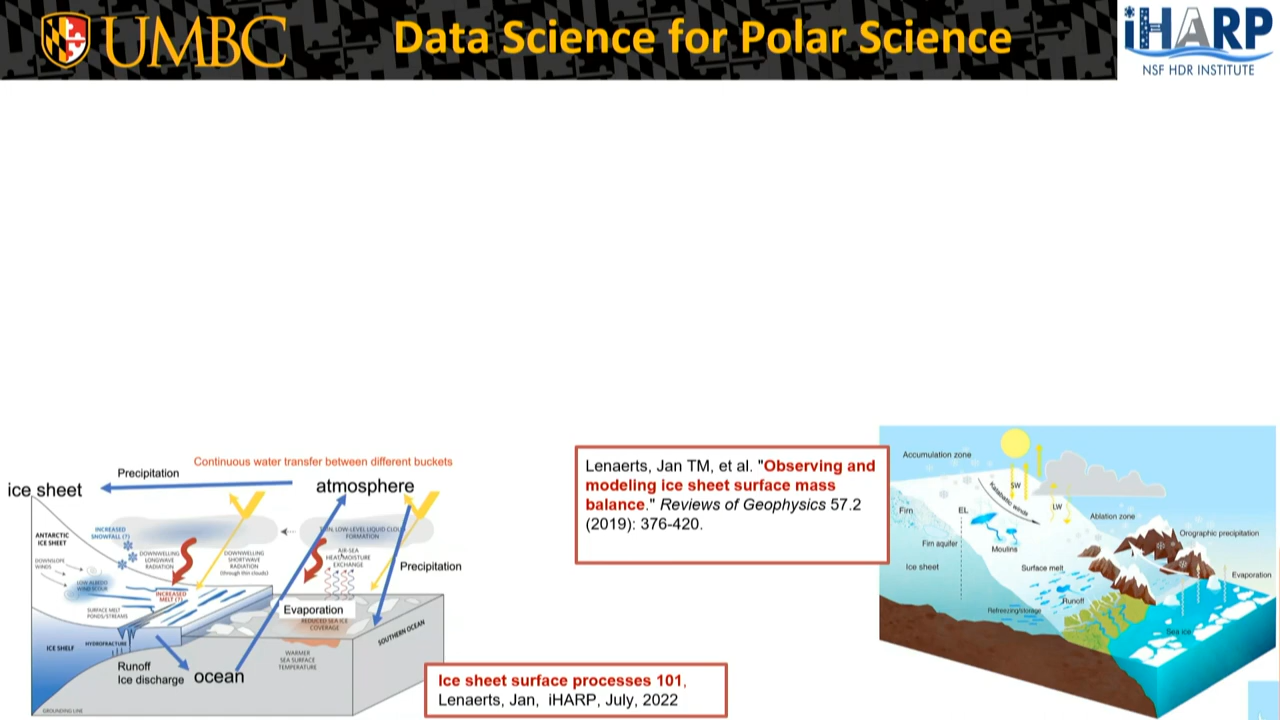 UMBC
Data Science for Polar Science
iHARP
NSF HDR INSTITUTE
Continuous water transfer between different buckets
Precipitation
ice sheet
atmosphere
ANTARCTIC
ICE SHEET
INCREASED
SNOWFALL (?)
LOW-LEVEL LIQUID CLOUD
FORMATION
DOWNSLOPE
WINDS
DOWNWELLING
LONGWAVE
RADIATION
DOWNWELLING
SHORTWAVE
RADIATION
(through thin clouds)
AIR-SEA
HEAT/MOISTURE
EXCHANGE
Precipitation
LOW ALBEDO
WIND SCOUR
INCREASED
MELT (?)
SURFACE MELT
PONDS/STREAMS
Evaporation
REDUCED SEA ICE
COVERAGE
SOUTHERN OCEAN
ICE SHELF
HYDROFRACTURE
WARMER
SEA SURFACE
TEMPERATURE
Runoff
Ice discharge
ocean
GROUNDING LINE
Ice sheet surface processes 101,
Lenaerts, Jan, iHARP, July, 2022
Lenaerts, Jan TM, et al. "Observing and
modeling ice sheet surface mass
balance." Reviews of Geophysics 57.2
(2019): 376-420.
Accumulation zone
SW
Katabatic winds
LW
Firn
EL
Ablation zone
Orographic precipitation
Firn aquifer
Moulins
Ice sheet
Surface melt
Evaporation
Runoff
Refreezing/storage
Sea ice